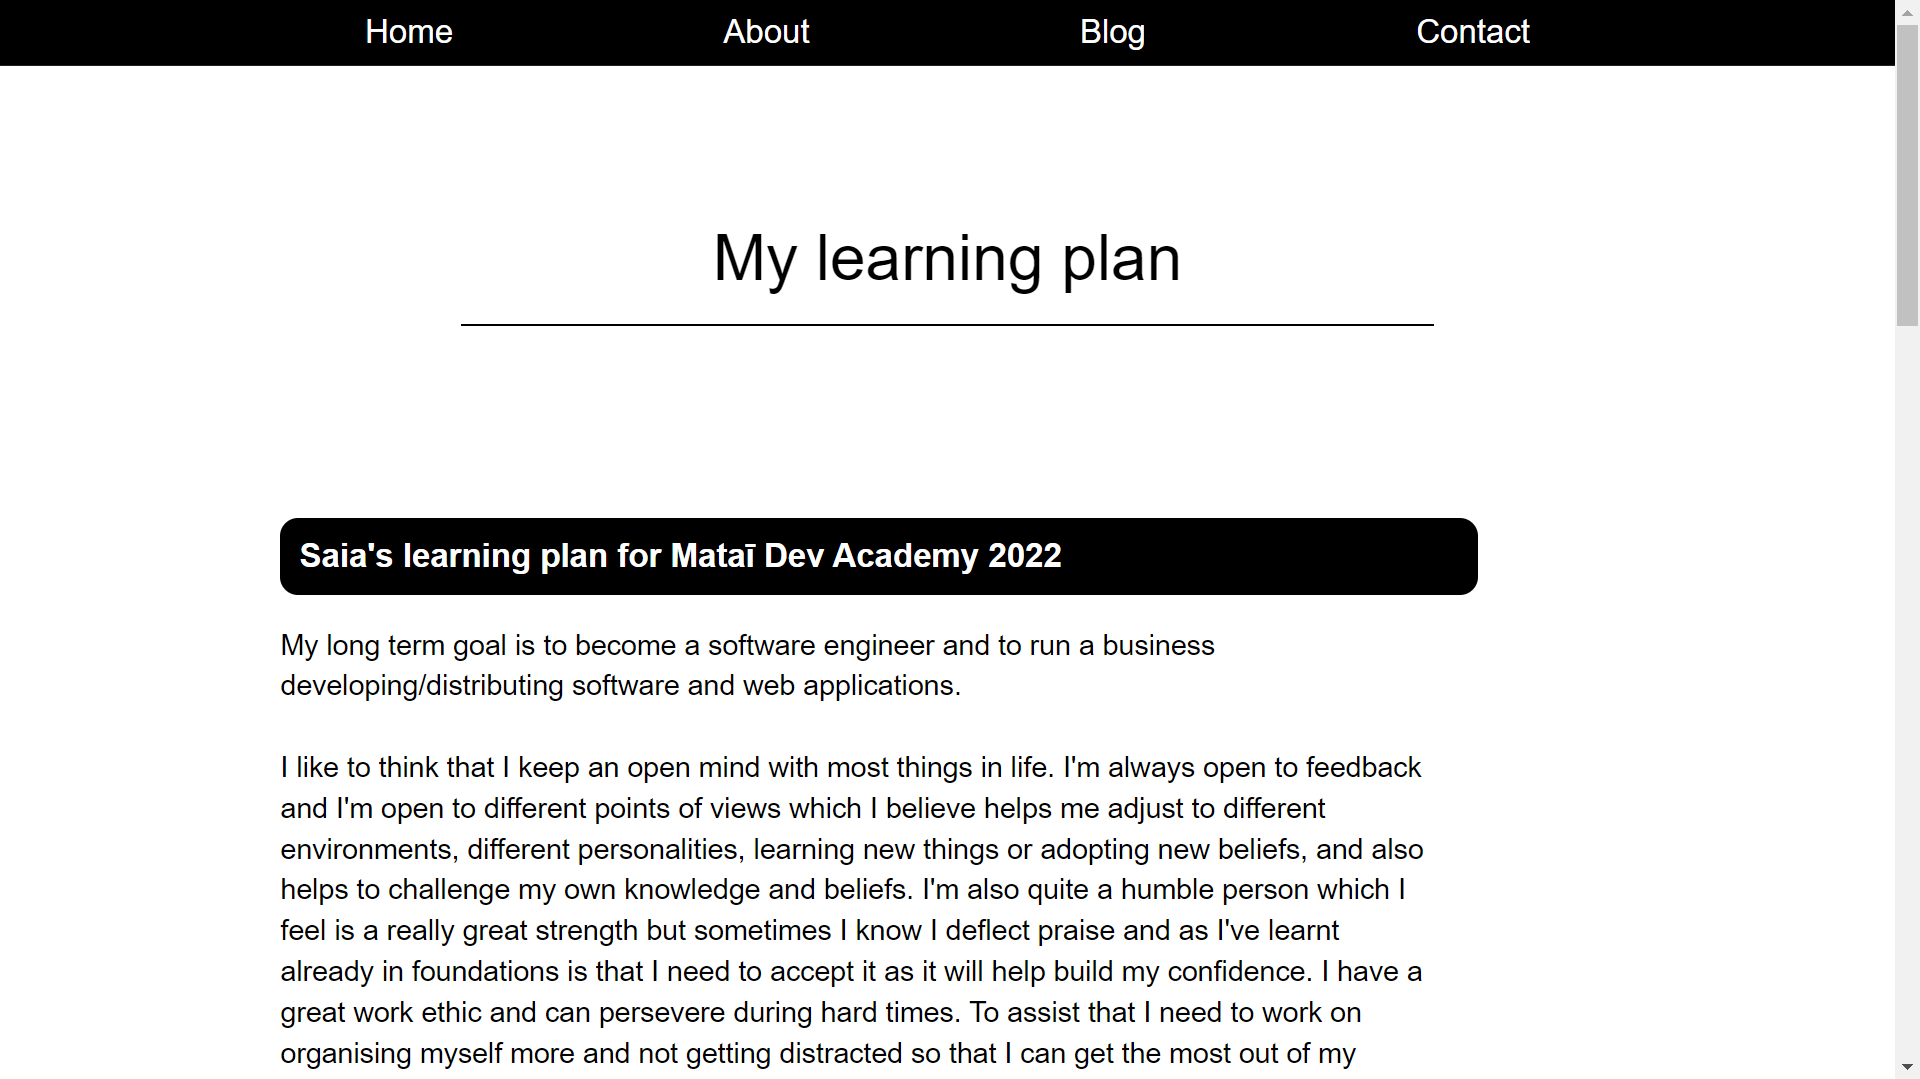 Home About Blog Contact
My learning plan
Saia's learning plan for Mataī Dev Academy 2022
My long term goal is to become a software engineer and to run a business
developing/distributing software and web applications.
I like to think that I keep an open mind with most things in life. I'm always open to feedback
and I'm open to different points of views which I believe helps me adjust to different
environments, different personalities, learning new things or adopting new beliefs, and also
helps to challenge my own knowledge and beliefs. I'm also quite a humble person which I
feel is a really great strength but sometimes I know I deflect praise and as I've learnt
already in foundations is that I need to accept it as it will help build my confidence. I have a
great work ethic and can persevere during hard times. To assist that I need to work on
organising myself more and not getting distracted so that I can get the most out of my